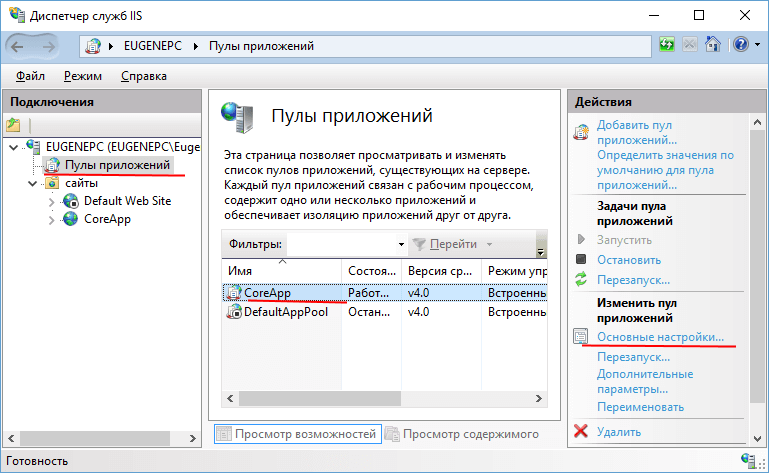 Диспетчер служб IIS
EUGENEPC
Пулы приложений
Файл Режим Справка
Подключения
EUGENEPC (EUGENEPC\Euge
Пулы приложений
сайты
Default Web Site
CoreApp
Пулы приложений
Эта страница позволяет просматривать и изменять
список пулов приложений, существующих на сервере.
Каждый пул приложений связан с рабочим процессом,
содержит одно или несколько приложений и
обеспечивает изоляцию приложений друг от друга.
Фильтры: Перейти
Имя Состоя... Версия ср... Режим упр
CoreApp Работ... v4.0 Встроенны
DefaultAppPool Остан... v4.0 Встроенны
Просмотр возможностей Просмотр содержимого
Действия
Добавить пул
приложений...
Определить значения по
умолчанию для пула
приложений...
Задачи пула
приложений
Запустить
Остановить
Перезапуск...
Изменить пул
приложений
Основные настройки...
Перезапуск...
Дополнительные
параметры...
Переименовать
Удалить
Готовность